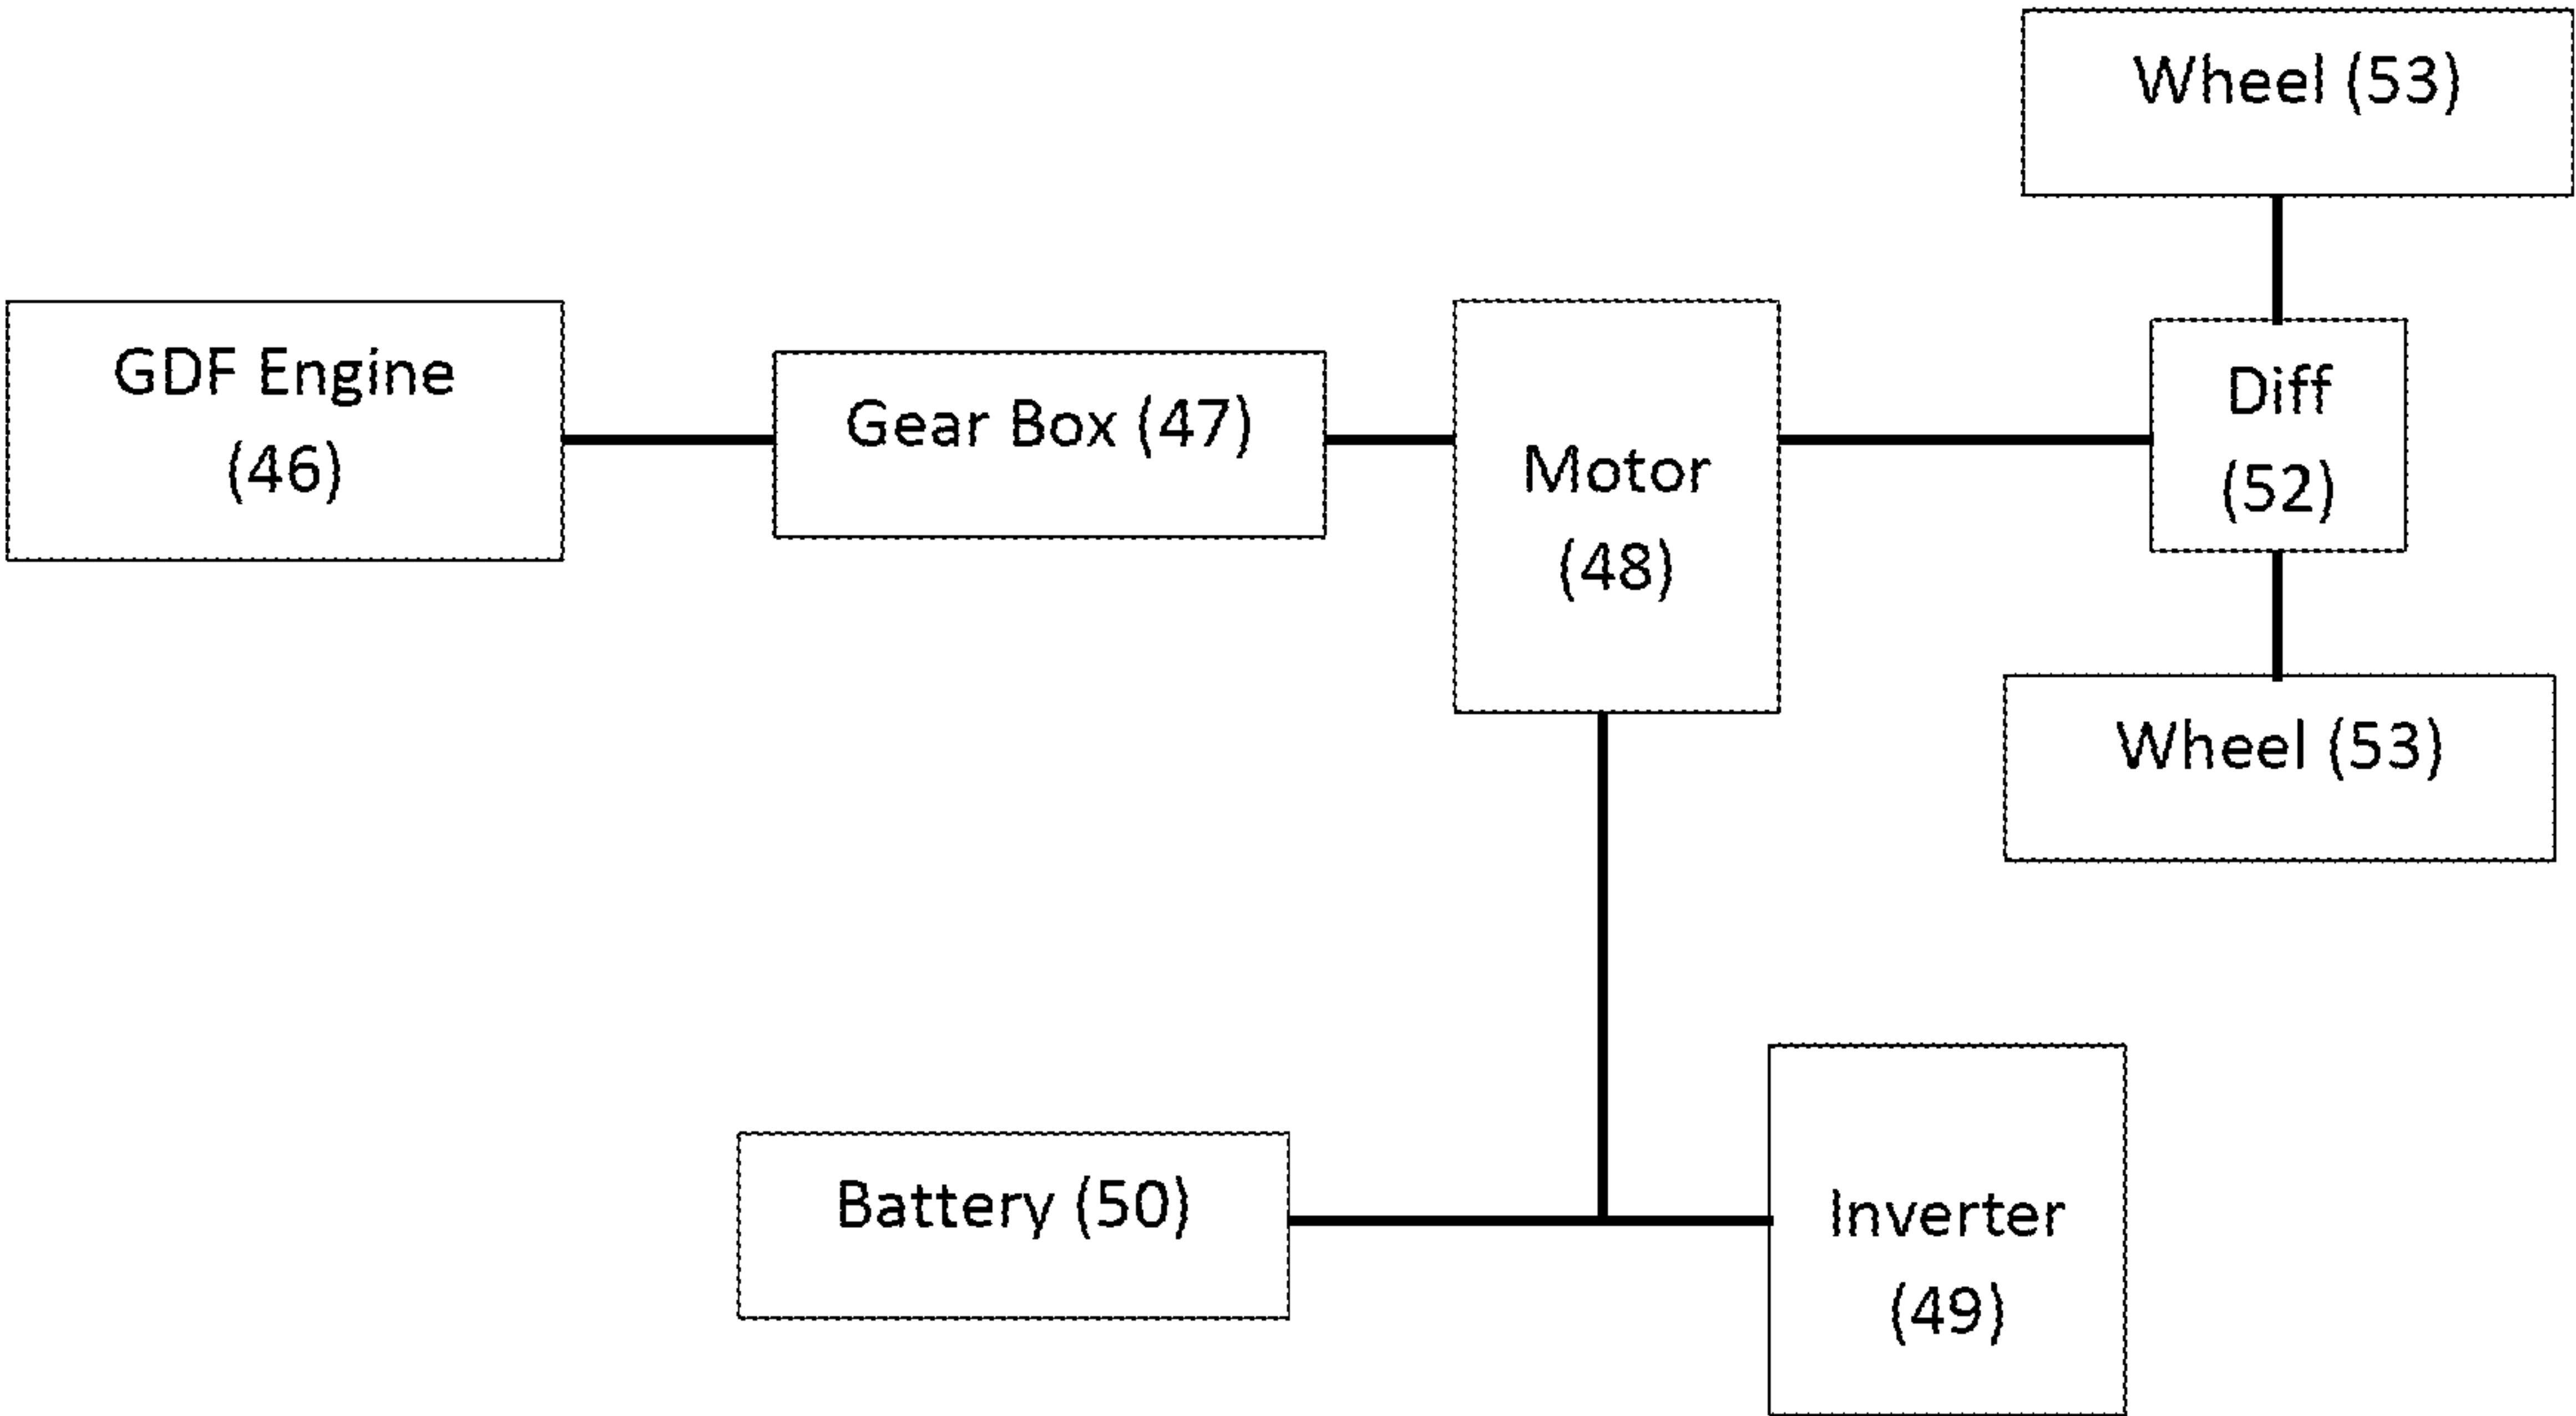 Wheel (53)
GDF Engine
(46)
Gear Box (47)
Motor
(48)
Diff
(52)
Wheel (53)
Battery (50)
Inverter
(49)